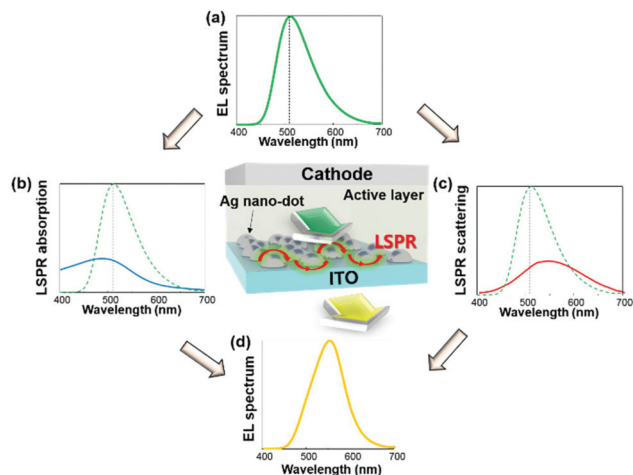 (a)
EL spectrum
400 500 600 700
Wavelength (nm)
(b)
LSPR absorption
400 500 600 700
Wavelength (nm)
Cathode
Active layer
Ag nano-dot
LSPR
ITO
(c)
LSPR scattering
400 500 600 700
Wavelength (nm)
(d)
EL spectrum
400 500 600 700
Wavelength (nm)